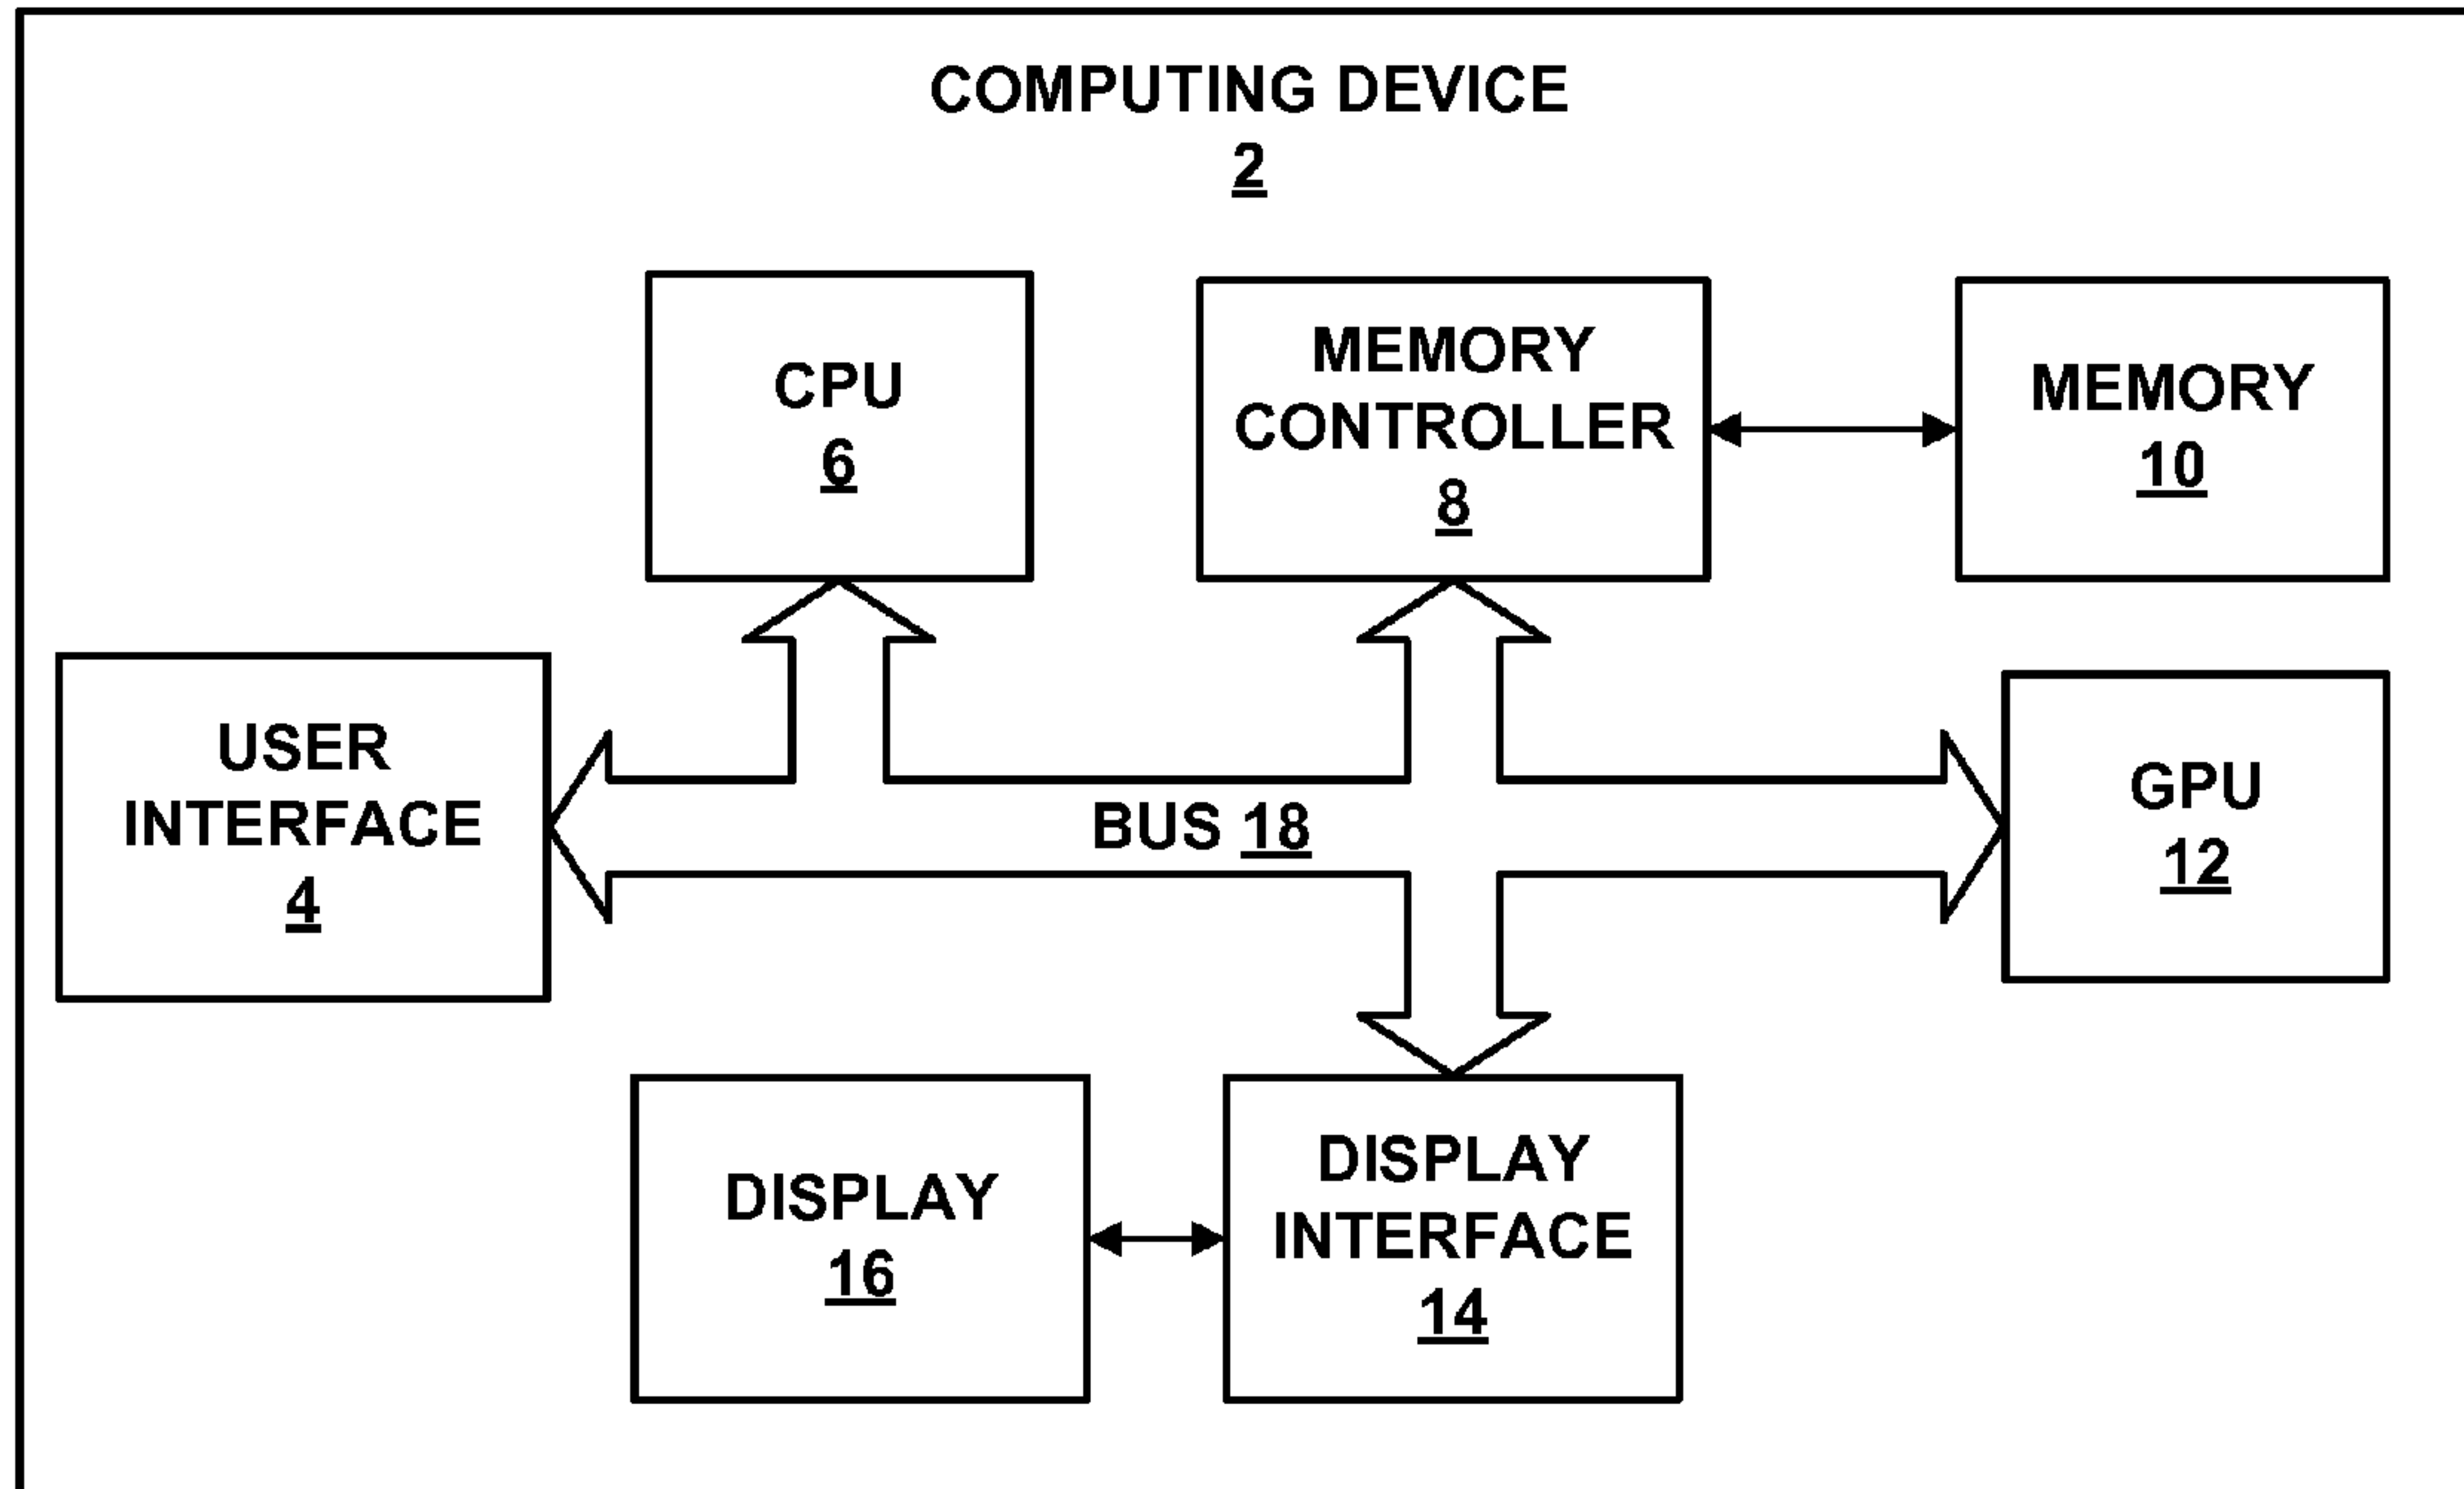 COMPUTING DEVICE
2
CPU
6
MEMORY
CONTROLLER
8
MEMORY
10
USER
INTERFACE
4
BUS 18
GPU
12
DISPLAY
16
DISPLAY
INTERFACE
14